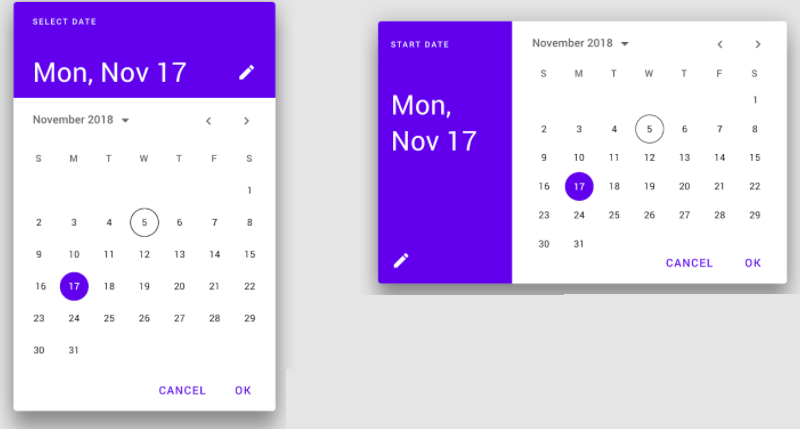 SELECT DATE
Mon, Nov 17
November 2018
S M T W T F S
1
2 3 4 5 6 7 8
9 10 11 12 13 14 15
16 17 18 19 20 21 22
23 24 25 26 27 28 29
30 31
CANCEL OK
START DATE
Mon,
Nov 17
November 2018
S M T W T F S
1
2 3 4 5 6 7 8
9 10 11 12 13 14 15
16 17 18 19 20 21 22
23 24 25 26 27 28 29
30 31
CANCEL OK